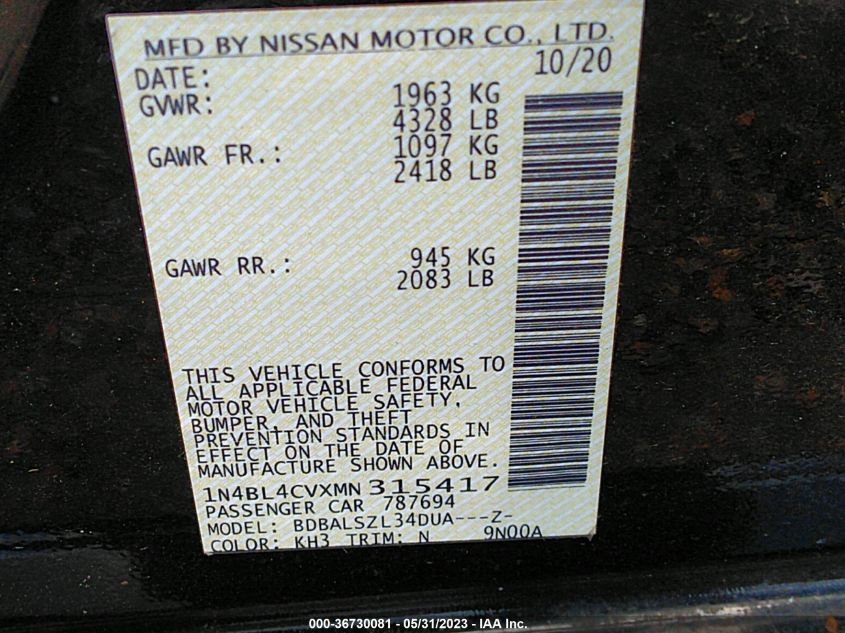 MFD BY NISSAN MOTOR CO., LTD.
DATE: 10/20
GVWR: 1963 KG
4328 LB
GAWR FR.: 1097 KG
2418 LB
GAWR RR.: 945 KG
2083 LB
THIS VEHICLE CONFORMS TO
ALL APPLICABLE FEDERAL
MOTOR VEHICLE SAFETY,
BUMPER, AND THEFT
PREVENTION STANDARDS IN
EFFECT ON THE DATE OF
MANUFACTURE SHOWN ABOVE.
1N4BL4CVXMN315417
PASSENGER CAR 787694
MODEL: BDBALSZL34DUA---Z-
COLOR: KH3 TRIM: N 9N00A
000-36730081 - 05/31/2023 - IAA Inc.